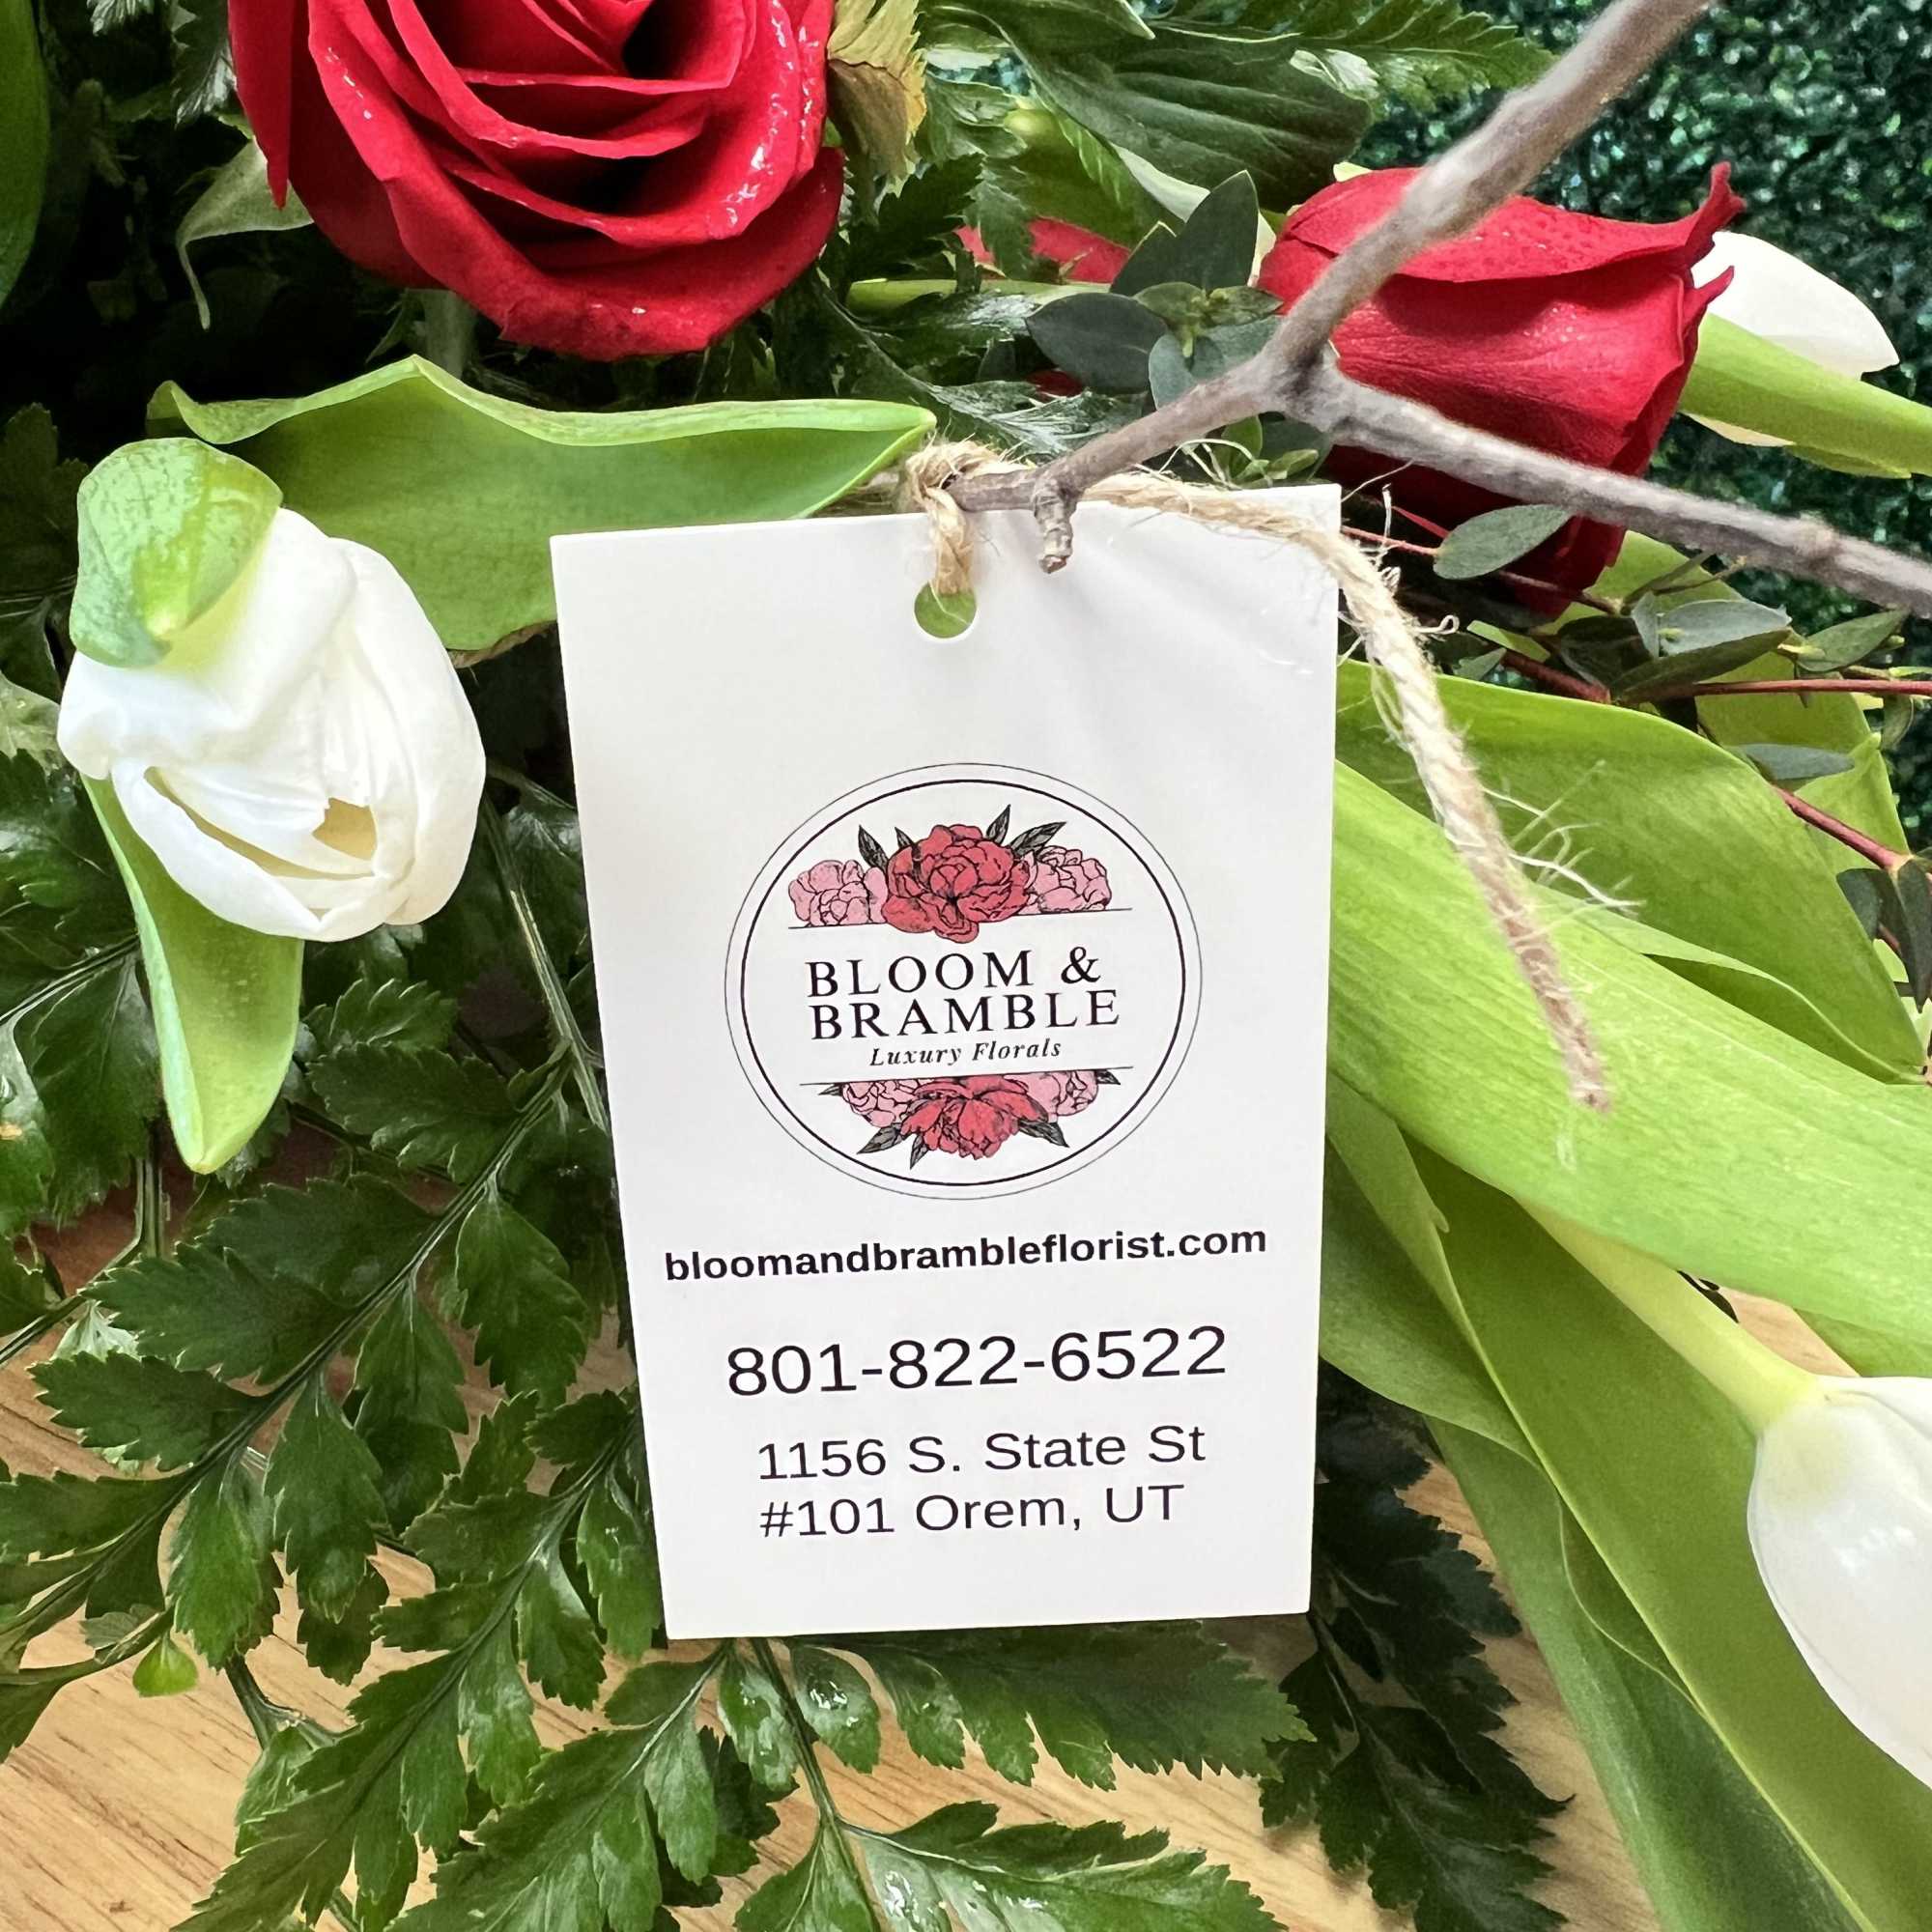 BLOOM &
BRAMBLE
Luxury Florals
bloomandbrambleflorist.com
801-822-6522
1156 S. State St
#101 Orem, UT